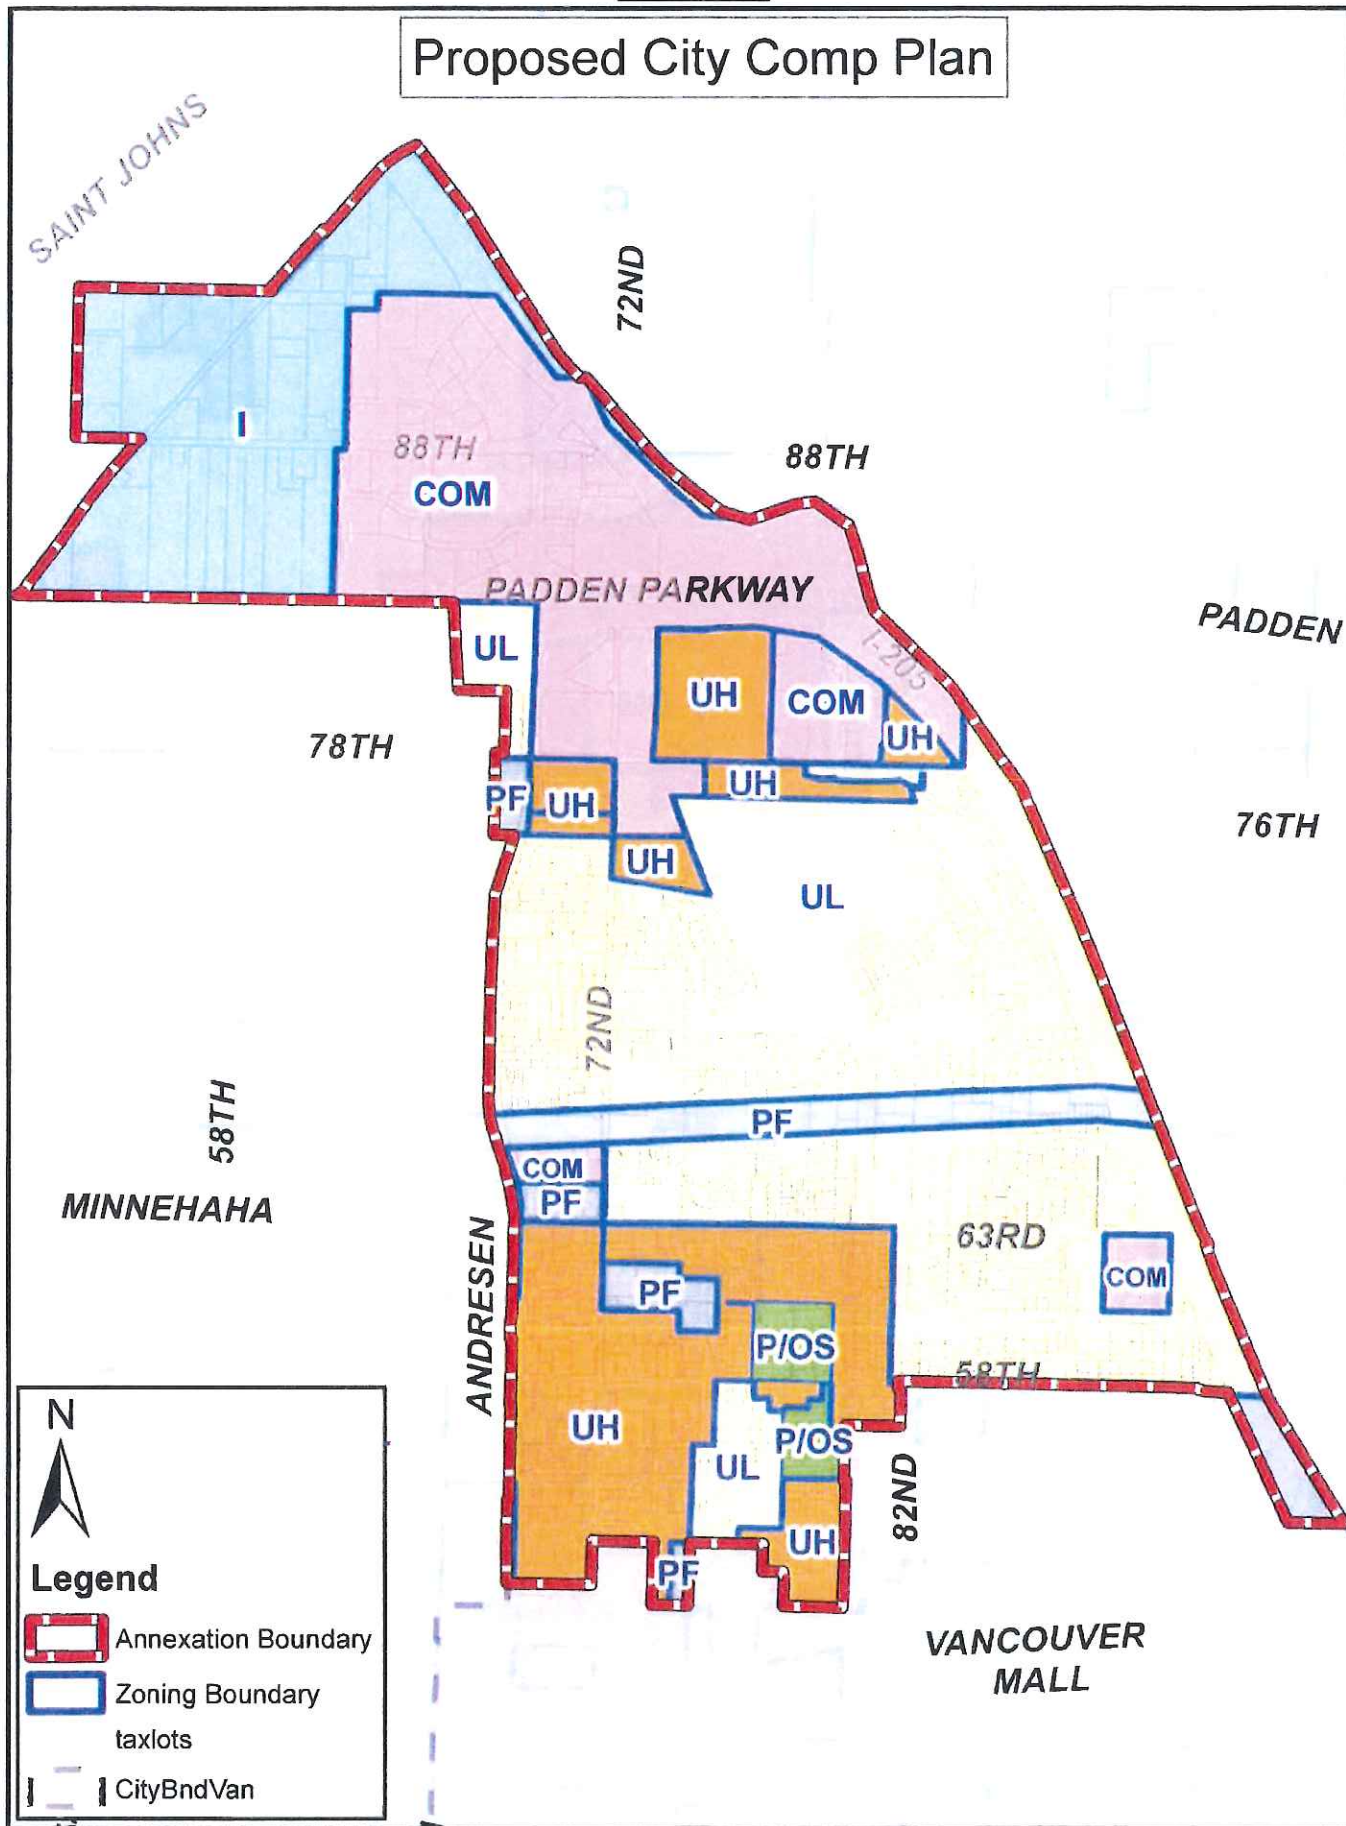 Proposed City Comp Plan
SAINT JOHNS
72ND
I
88TH
COM
88TH
PADDEN PARKWAY
PADDEN
UL
I-205
UH
COM
UH
78TH
UH
PF
UH
76TH
UH
UL
72ND
58TH
PF
COM
PF
MINNEHAHA
63RD
ANDRESEN
PF
COM
P/OS
58TH
UH
P/OS
UL
82ND
UH
PF
VANCOUVER
MALL
N
Legend
Annexation Boundary
Zoning Boundary
taxlots
CityBndVan